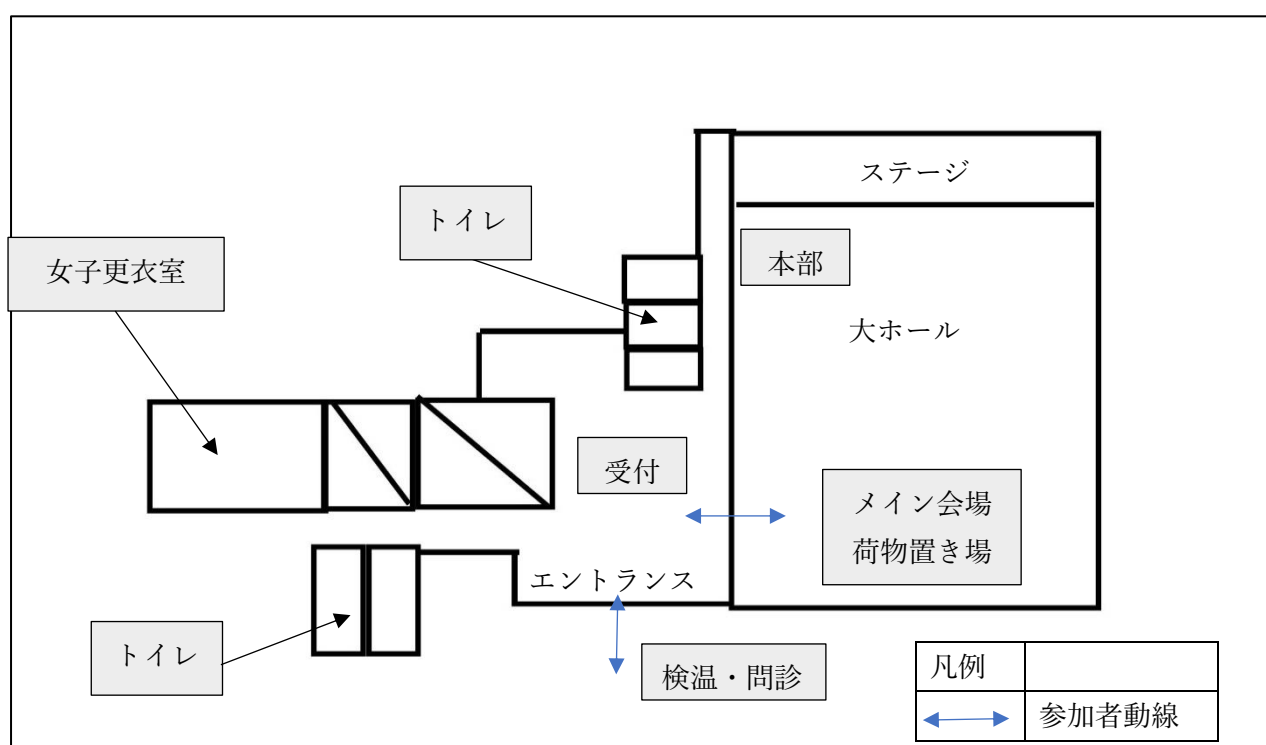 ステージ
トイレ
本部
女子更衣室
大ホール
受付
メイン会場
荷物置き場
エントランス
トイレ
検温・問診
凡例
参加者動線